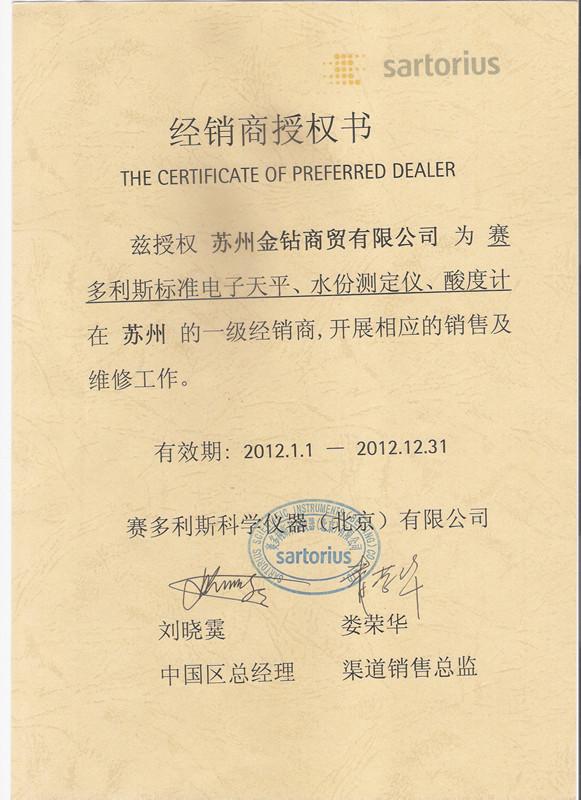 sartorius
经销商授权书
THE CERTIFICATE OF PREFERRED DEALER
兹授权 苏州金钻商贸有限公司 为 赛
多利斯标准电子天平、水份测定仪、酸度计
在 苏州 的一级经销商,开展相应的销售及
维修工作。
有效期: 2012.1.1 — 2012.12.31
赛多利斯科学仪器（北京）有限公司
SARTORIUS SCIENTIFIC INSTRUMENTS (BEIJING) CO
sartorius
刘晓霙 娄荣华
中国区总经理 渠道销售总监